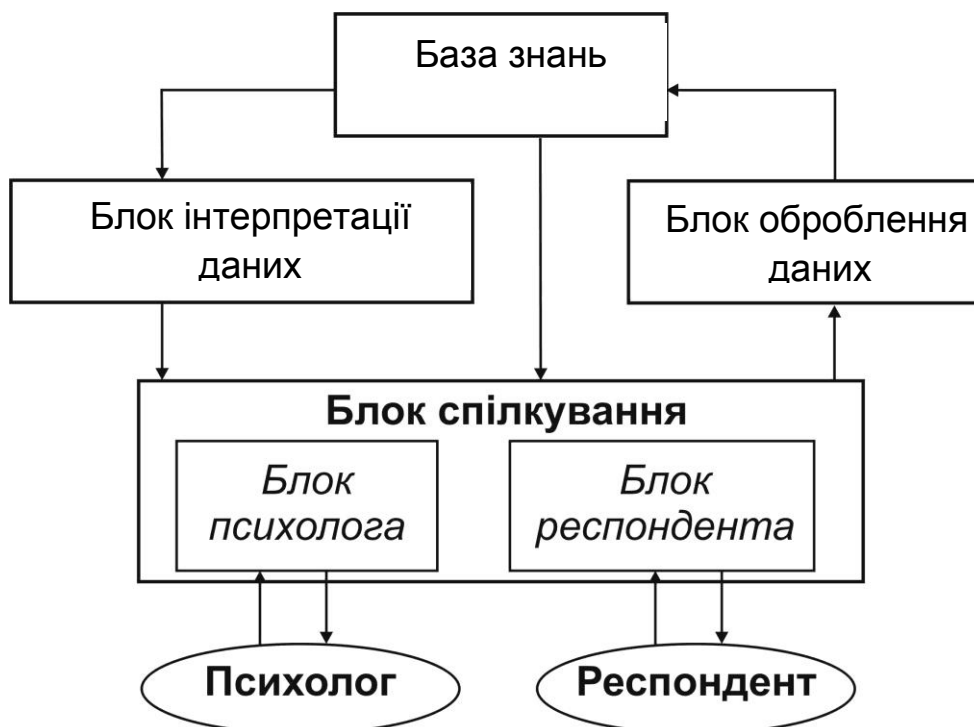 База знань
Блок інтерпретації
даних
Блок оброблення
даних
Блок спілкування
Блок
психолога
Блок
респондента
Психолог
Респондент